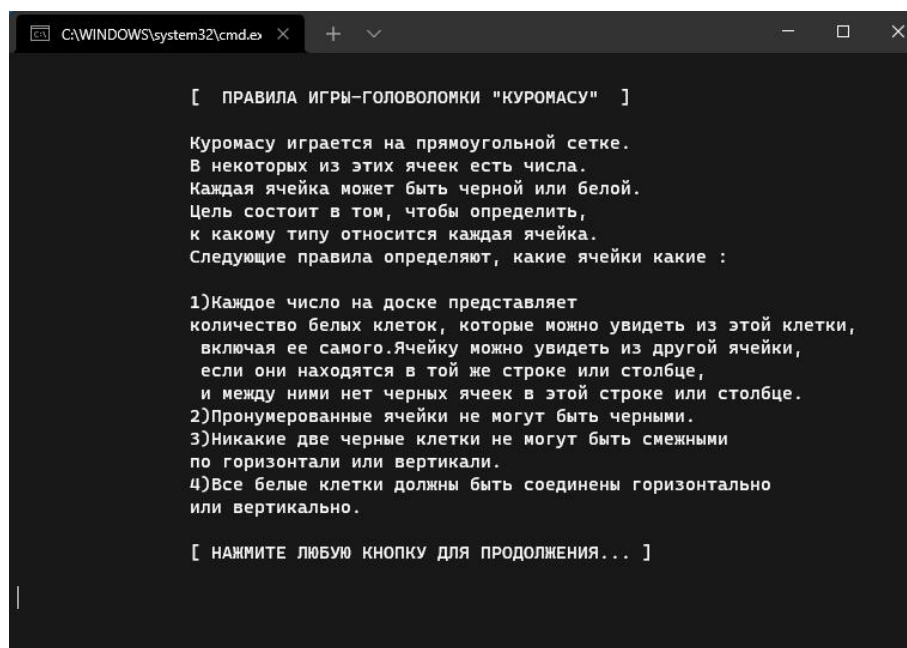 C:\WINDOWS\system32\cmd.ex
[ ПРАВИЛА ИГРЫ-ГОЛОВОЛОМКИ "КУРОМАСУ" ]
Куромасу играется на прямоугольной сетке.
В некоторых из этих ячеек есть числа.
Каждая ячейка может быть черной или белой.
Цель состоит в том, чтобы определить,
к какому типу относится каждая ячейка.
Следующие правила определяют, какие ячейки какие :
1)Каждое число на доске представляет
количество белых клеток, которые можно увидеть из этой клетки,
включая ее самого.Ячейку можно увидеть из другой ячейки,
если они находятся в той же строке или столбце,
и между ними нет черных ячеек в этой строке или столбце.
2)Пронумерованные ячейки не могут быть черными.
3)Никакие две черные клетки не могут быть смежными
по горизонтали или вертикали.
4)Все белые клетки должны быть соединены горизонтально
или вертикально.
[ НАЖМИТЕ ЛЮБУЮ КНОПКУ ДЛЯ ПРОДОЛЖЕНИЯ... ]